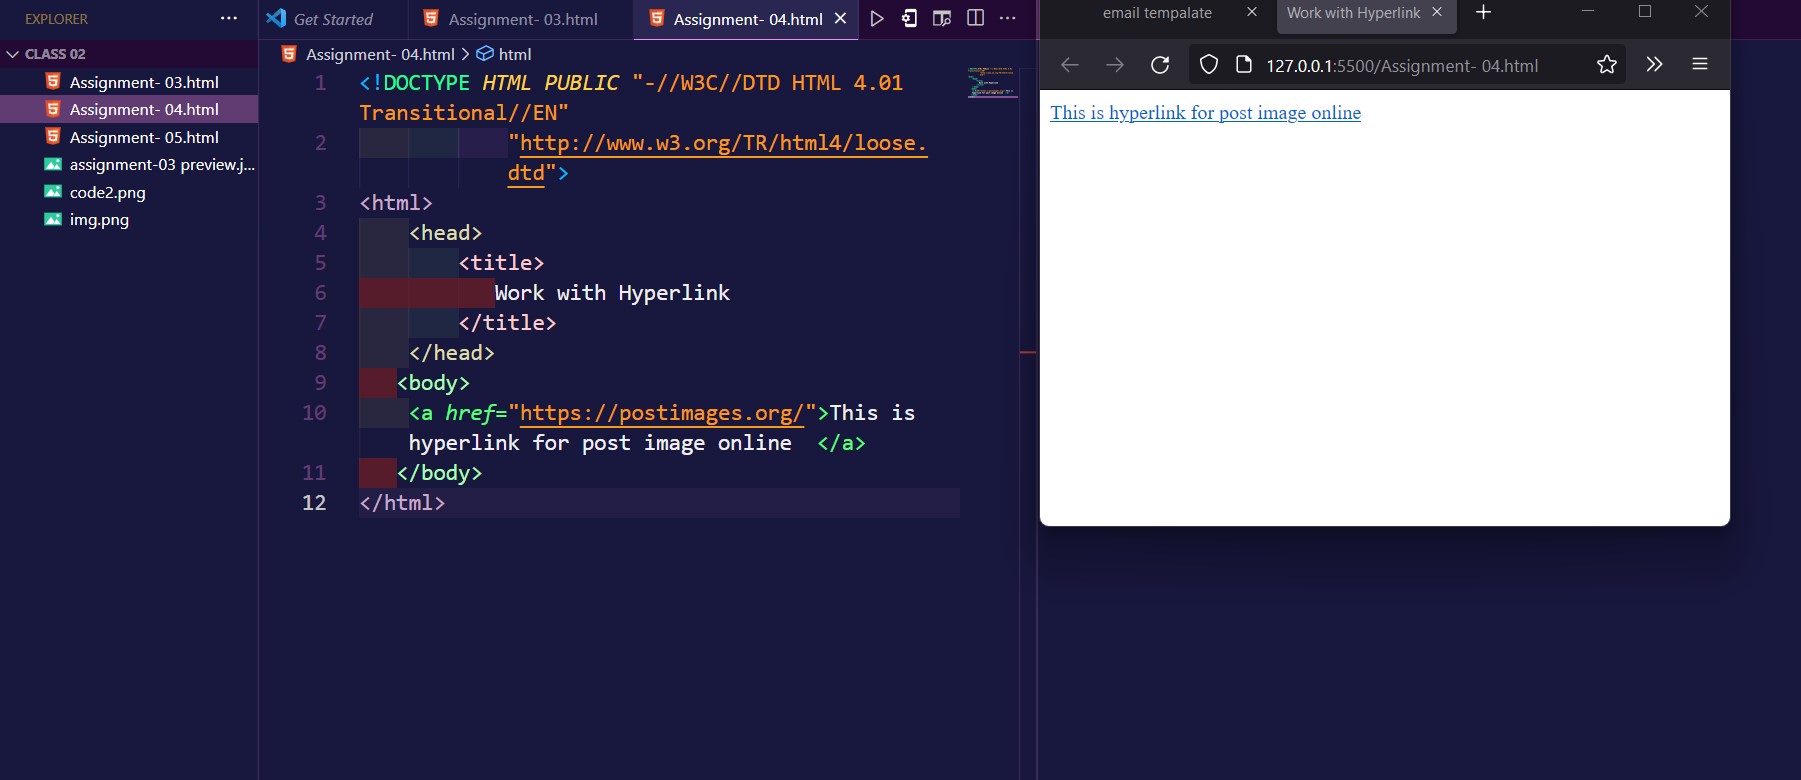 EXPLORER
CLASS 02
Assignment- 03.html
Assignment- 04.html
Assignment- 05.html
assignment-03 preview.j...
code2.png
img.png
Get Started
Assignment- 03.html
Assignment- 04.html
Assignment- 04.html > html
1 <!DOCTYPE HTML PUBLIC "-//W3C//DTD HTML 4.01
Transitional//EN"
2 "http://www.w3.org/TR/html4/loose.
dtd">
3 <html>
4 <head>
5 <title>
6 Work with Hyperlink
7 </title>
8 </head>
9 <body>
10 <a href="https://postimages.org/">This is
hyperlink for post image online </a>
11 </body>
12 </html>
email tempalate
Work with Hyperlink
127.0.0.1:5500/Assignment- 04.html
This is hyperlink for post image online